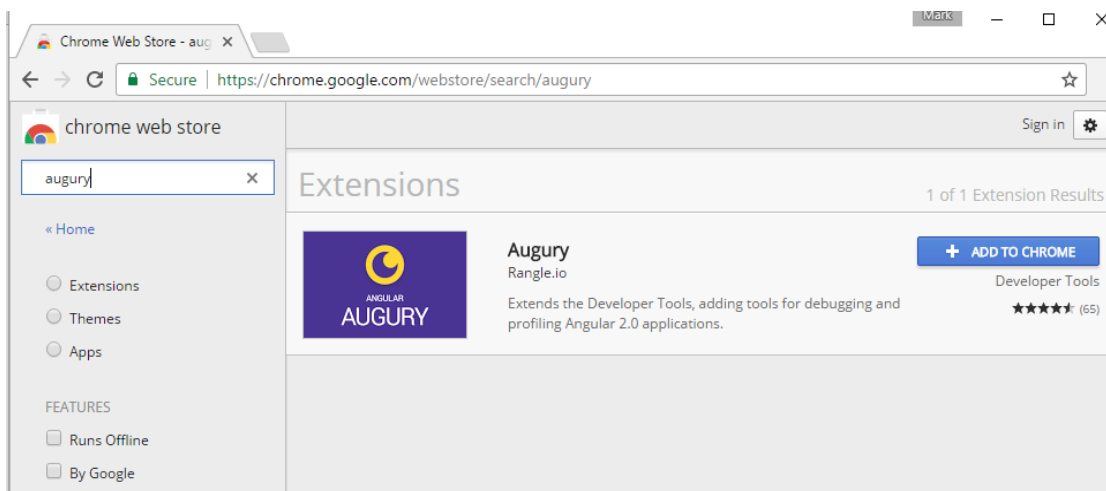 Mark
Chrome Web Store - aug
Secure | https://chrome.google.com/webstore/search/augury
chrome web store
Sign in
augury
Extensions
1 of 1 Extension Results
« Home
Extensions
Themes
Apps
FEATURES
Runs Offline
By Google
ANGULAR
AUGURY
Augury
Rangle.io
Extends the Developer Tools, adding tools for debugging and
profiling Angular 2.0 applications.
+ ADD TO CHROME
Developer Tools
(65)